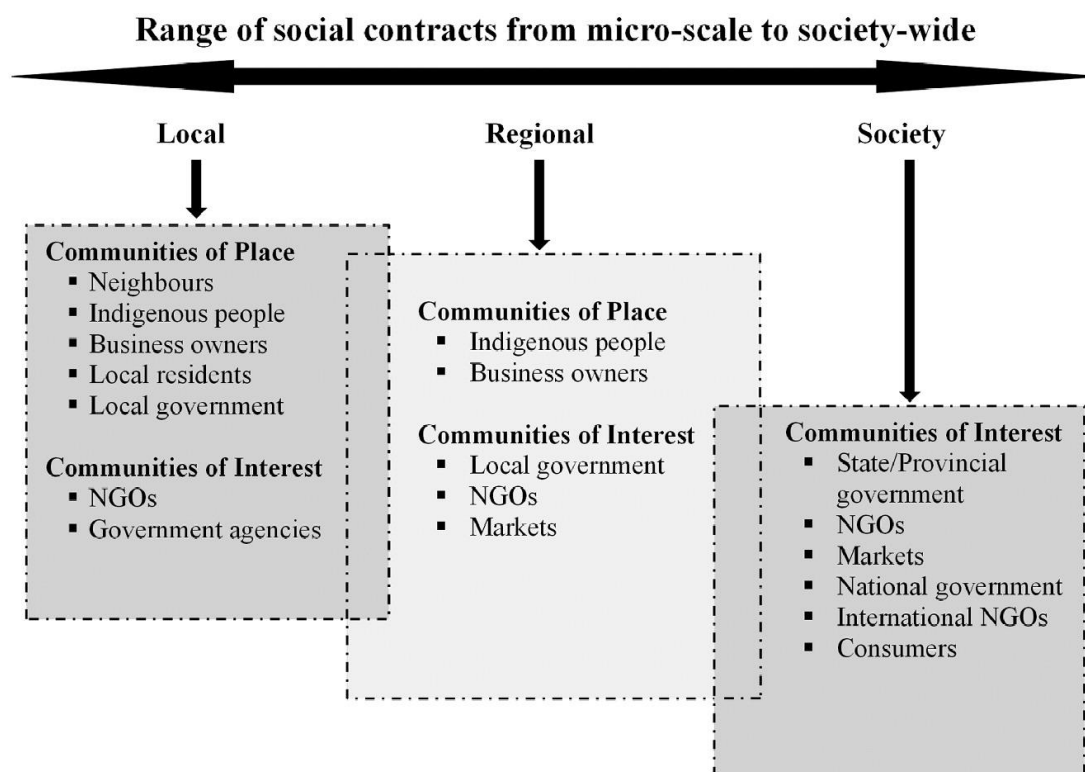 Range of social contracts from micro-scale to society-wide
Local
Regional
Society
Communities of Place
▪ Neighbours
▪ Indigenous people
▪ Business owners
▪ Local residents
▪ Local government
Communities of Interest
▪ NGOs
▪ Government agencies
Communities of Place
▪ Indigenous people
▪ Business owners
Communities of Interest
▪ Local government
▪ NGOs
▪ Markets
Communities of Interest
▪ State/Provincial
government
▪ NGOs
▪ Markets
▪ National government
▪ International NGOs
▪ Consumers